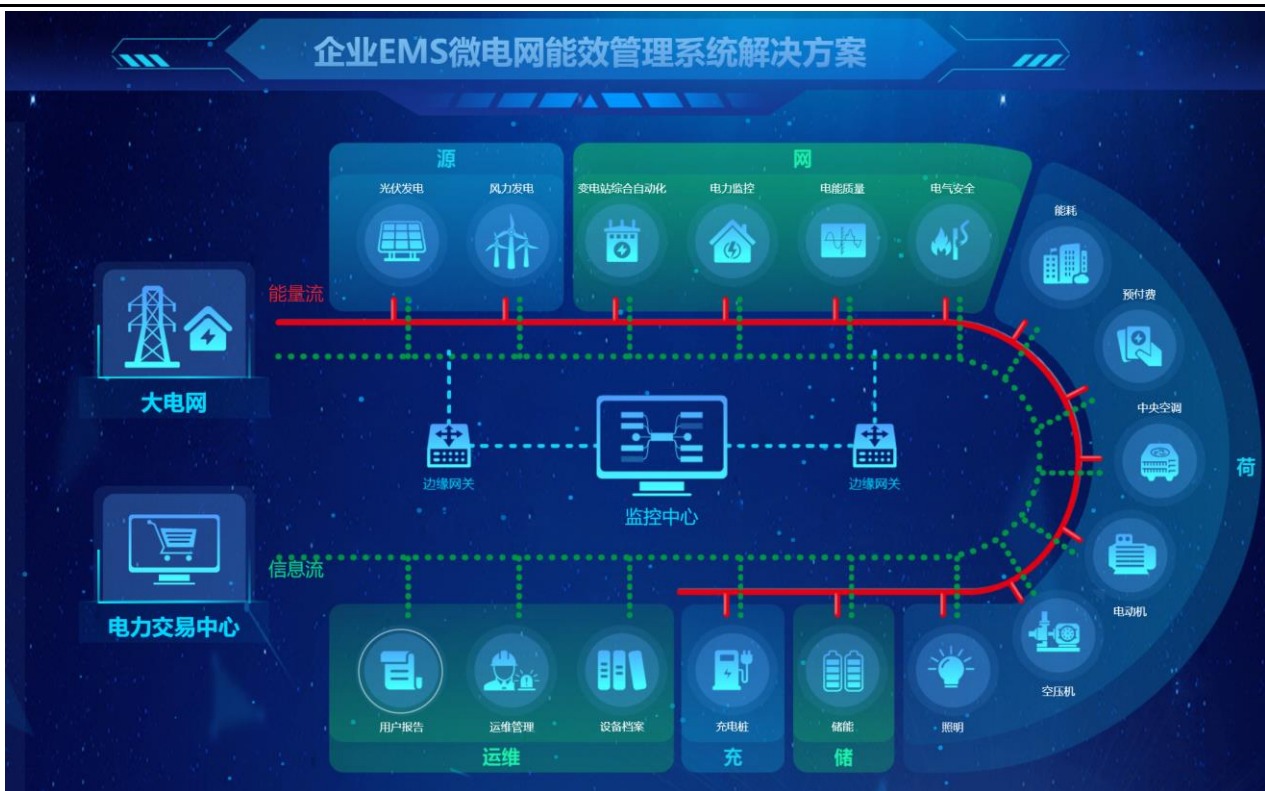 企业EMS微电网能效管理系统解决方案
源
网
光伏发电
风力发电
变电站综合自动化
电力监控
电能质量
电气安全
能耗
预付费
中央空调
荷
电动机
空压机
能量流
大电网
边缘网关
监控中心
边缘网关
信息流
电力交易中心
用户报告
运维管理
设备档案
充电桩
储能
照明
运维
充
储